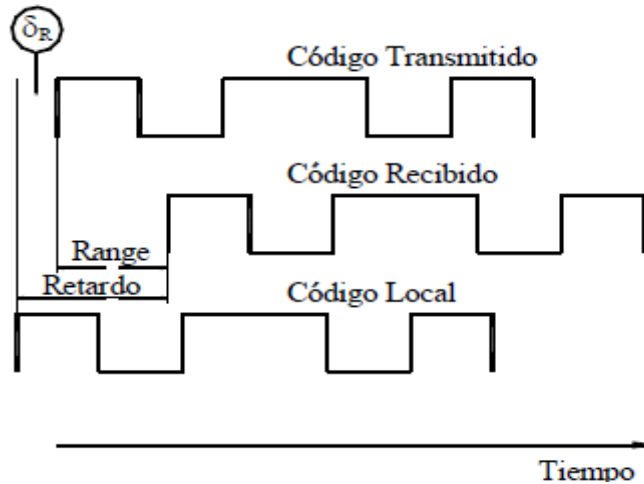 δR
Código Transmitido
Código Recibido
Range
Retardo
Código Local
Tiempo